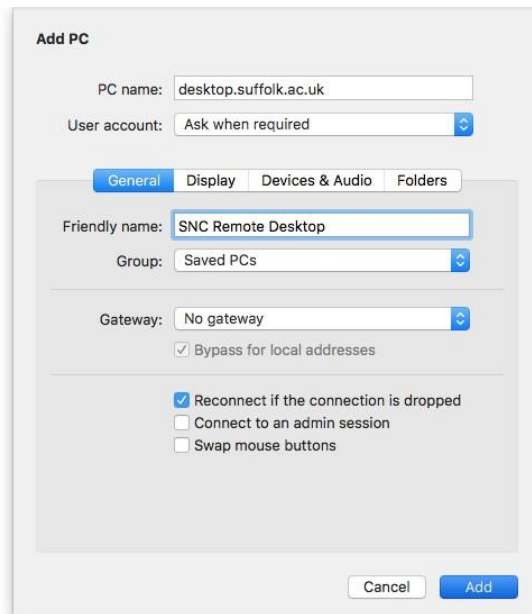 Add PC
PC name: desktop.suffolk.ac.uk
User account: Ask when required
General Display Devices & Audio Folders
Friendly name: SNC Remote Desktop
Group: Saved PCs
Gateway: No gateway
Bypass for local addresses
Reconnect if the connection is dropped
Connect to an admin session
Swap mouse buttons
Cancel Add